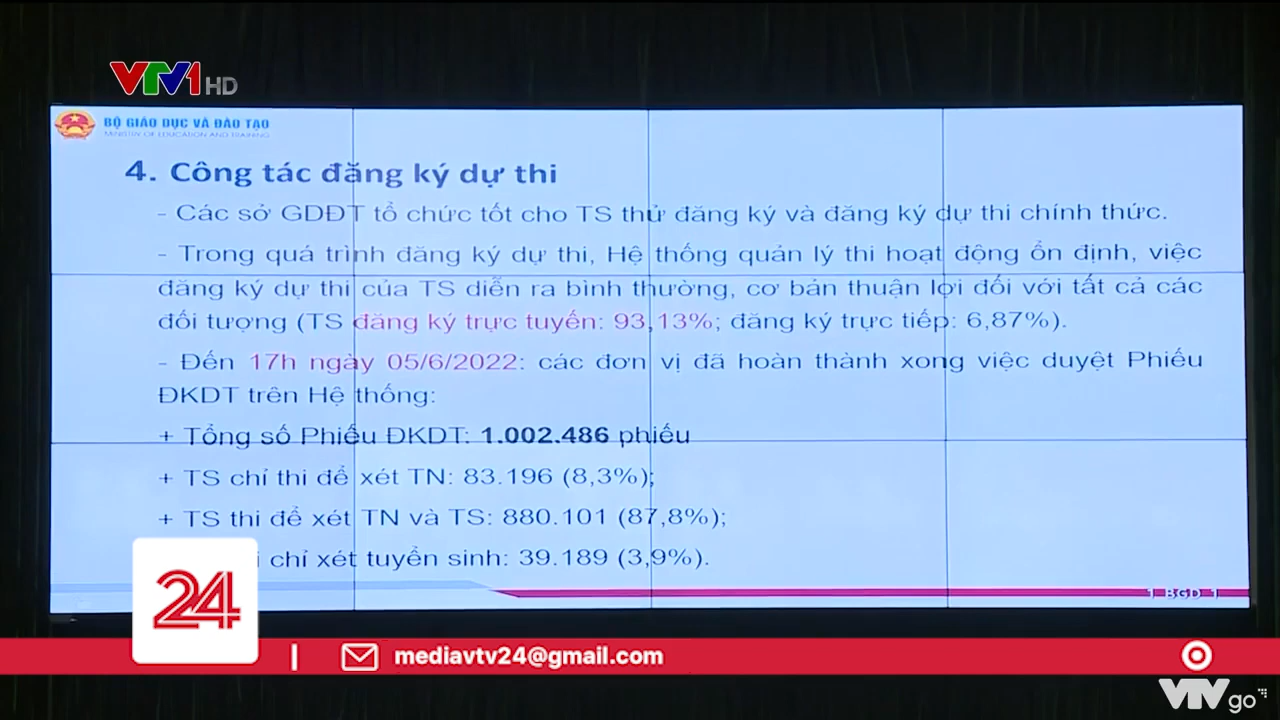 VTV1 HD
BỘ GIÁO DỤC VÀ ĐÀO TẠO
MINISTRY OF EDUCATION AND TRAINING
4. Công tác đăng ký dự thi
- Các sở GDĐT tổ chức tốt cho TS thử đăng ký và đăng ký dự thi chính thức.
- Trong quá trình đăng ký dự thi, Hệ thống quản lý thi hoạt động ổn định, việc
đăng ký dự thi của TS diễn ra bình thường, cơ bản thuận lợi đối với tất cả các
đối tượng (TS đăng ký trực tuyến: 93,13%; đăng ký trực tiếp: 6,87%).
- Đến 17h ngày 05/6/2022: các đơn vị đã hoàn thành xong việc duyệt Phiếu
ĐKDT trên Hệ thống:
+ Tổng số Phiếu ĐKDT: 1.002.486 phiếu
+ TS chỉ thi để xét TN: 83.196 (8,3%);
+ TS thi để xét TN và TS: 880.101 (87,8%);
chỉ xét tuyển sinh: 39.189 (3,9%).
1 BGD 1
24
mediavtv24@gmail.com
VTVgo